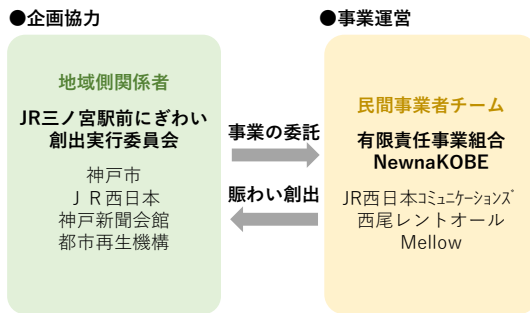 ●企画協力
地域側関係者
JR三ノ宮駅前にぎわい
創出実行委員会
神戸市
ＪＲ西日本
神戸新聞会館
都市再生機構
事業の委託
賑わい創出
●事業運営
民間事業者チーム
有限責任事業組合
NewnaKOBE
JR西日本ｺﾐｭﾆｹｰｼｮﾝｽﾞ
西尾レントオール
Mellow